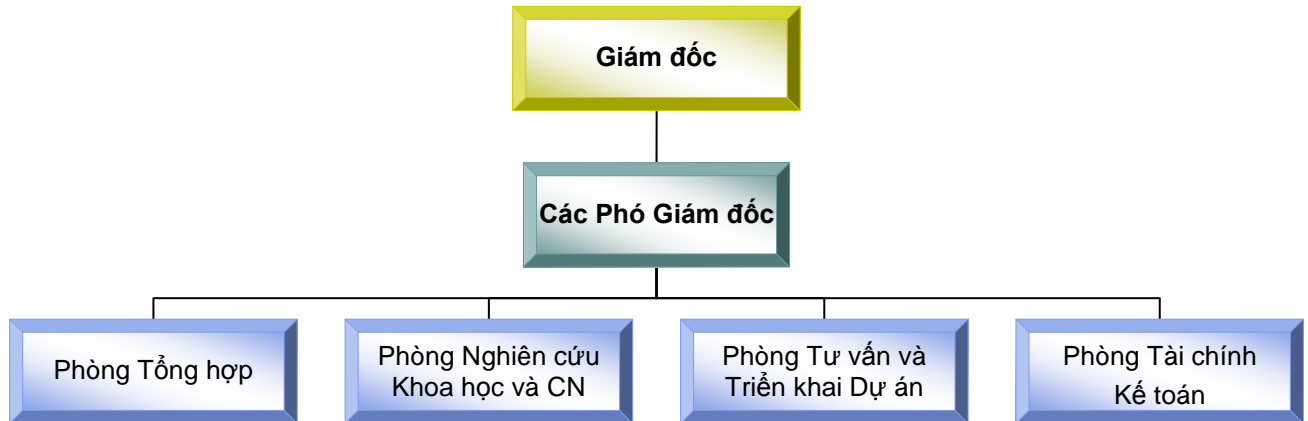 Giám đốc
Các Phó Giám đốc
Phòng Tổng hợp
Phòng Nghiên cứu
Khoa học và CN
Phòng Tư vấn và
Triển khai Dự án
Phòng Tài chính
Kế toán